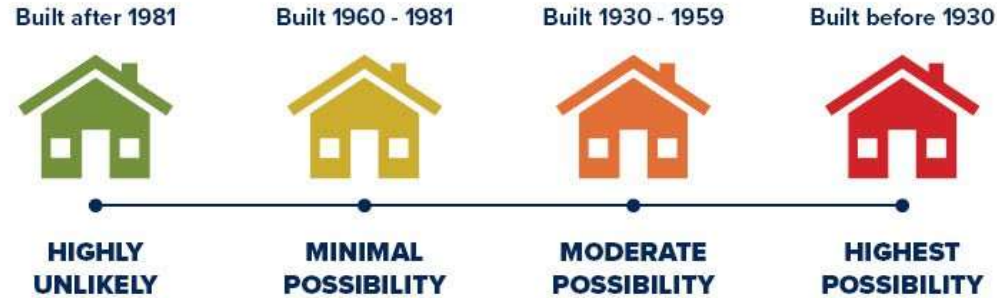 Built after 1981
Built 1960 - 1981
Built 1930 - 1959
Built before 1930
HIGHLY
UNLIKELY
MINIMAL
POSSIBILITY
MODERATE
POSSIBILITY
HIGHEST
POSSIBILITY